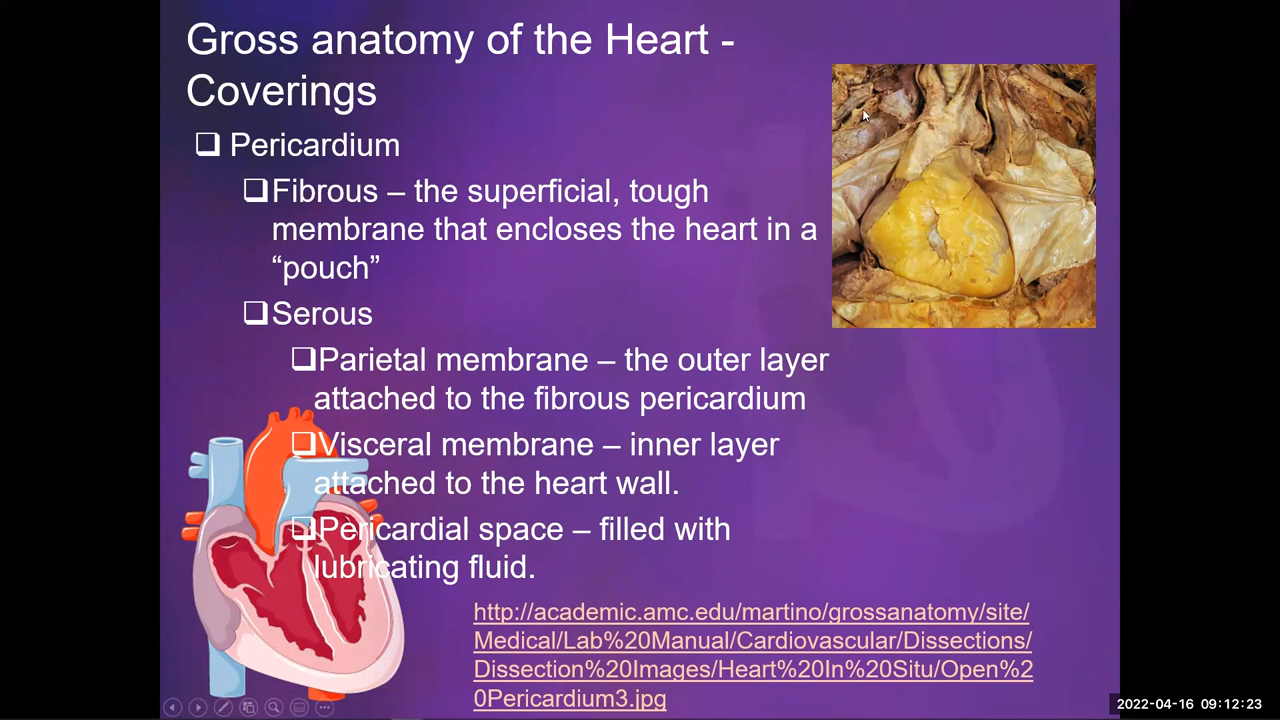 Gross anatomy of the Heart -
Coverings
Pericardium
Fibrous – the superficial, tough
membrane that encloses the heart in a
“pouch”
Serous
Parietal membrane – the outer layer
attached to the fibrous pericardium
Visceral membrane – inner layer
attached to the heart wall.
Pericardial space – filled with
lubricating fluid.
http://academic.amc.edu/martino/grossanatomy/site/
Medical/Lab%20Manual/Cardiovascular/Dissections/
Dissection%20Images/Heart%20In%20Situ/Open%2
0Pericardium3.jpg
2022-04-16 09:12:23